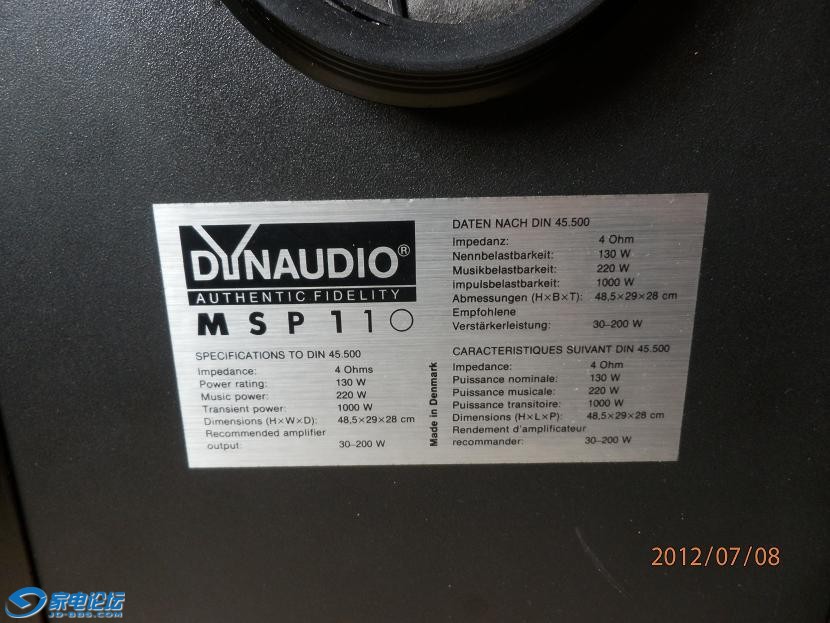 DYNAUDIO®
AUTHENTIC FIDELITY
MSP 110
SPECIFICATIONS TO DIN 45.500
Impedance: 4 Ohms
Power rating: 130 W
Music power: 220 W
Transient power: 1000 W
Dimensions (H×W×D): 48,5×29×28 cm
Recommended amplifier
output: 30–200 W
Made in Denmark
DATEN NACH DIN 45.500
Impedanz: 4 Ohm
Nennbelastbarkeit: 130 W
Musikbelastbarkeit: 220 W
Impulsbelastbarkeit: 1000 W
Abmessungen (H×B×T): 48,5×29×28 cm
Empfohlene
Verstärkerleistung: 30–200 W
CARACTERISTIQUES SUIVANT DIN 45.500
Impedance: 4 Ohm
Puissance nominale: 130 W
Puissance musicale: 220 W
Puissance transitoire: 1000 W
Dimensions (H×L×P): 48,5×29×28 cm
Rendement d'amplificateur
recommander: 30–200 W
2012/07/08
家电论坛
JD-BBS.COM